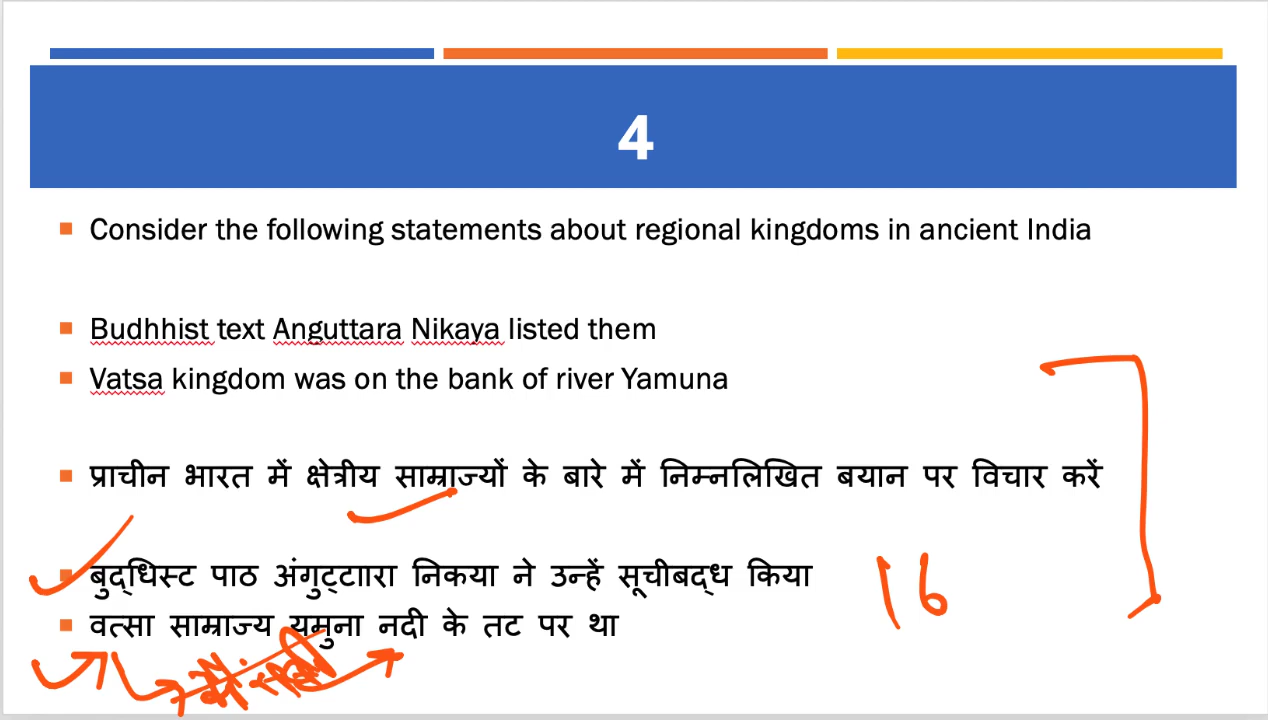 4
Consider the following statements about regional kingdoms in ancient India
Budhhist text Anguttara Nikaya listed them
Vatsa kingdom was on the bank of river Yamuna
प्राचीन भारत में क्षेत्रीय साम्राज्यों के बारे में निम्नलिखित बयान पर विचार करें
बुद्धिस्ट पाठ अंगुट्टाारा निकया ने उन्हें सूचीबद्ध किया
16
वत्सा साम्राज्य यमुना नदी के तट पर था